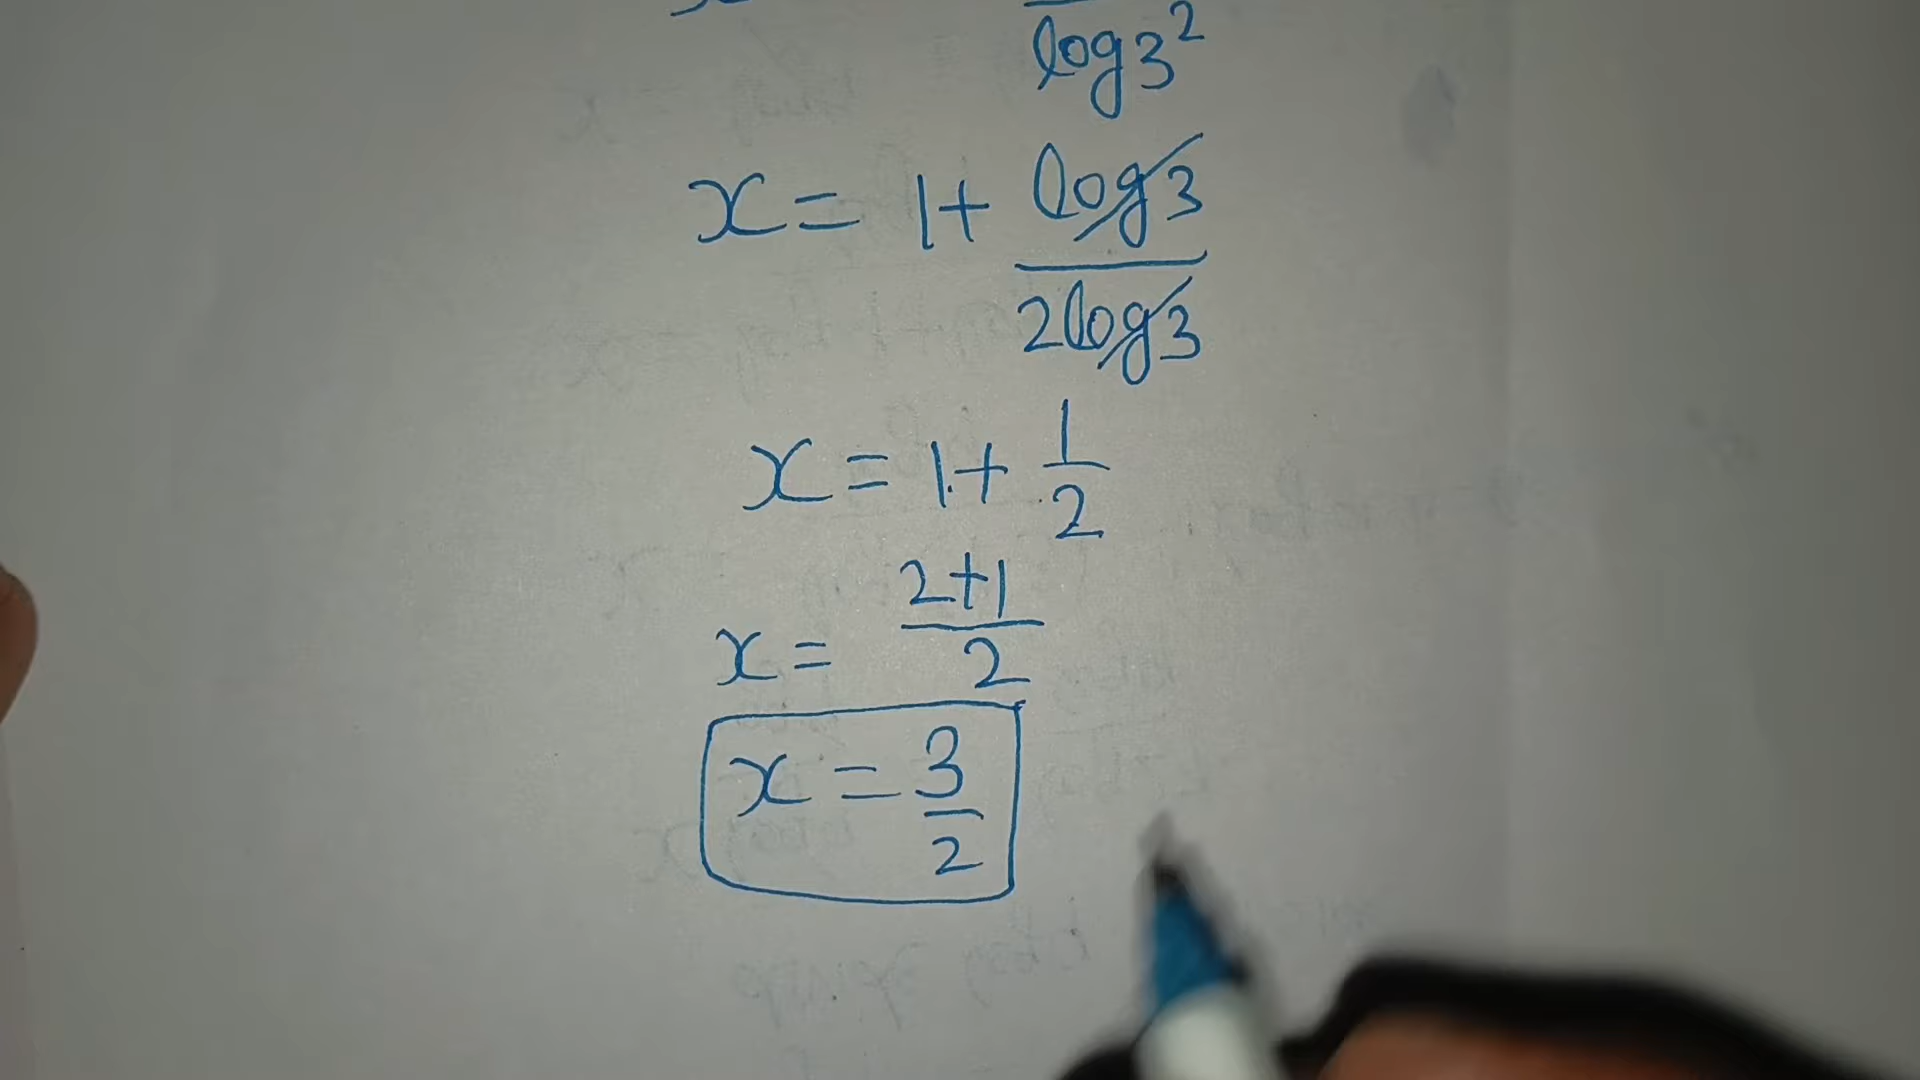 log3²
x = 1 + log3 / 2log3
x = 1 + 1/2
x = 2+1 / 2
x = 3/2